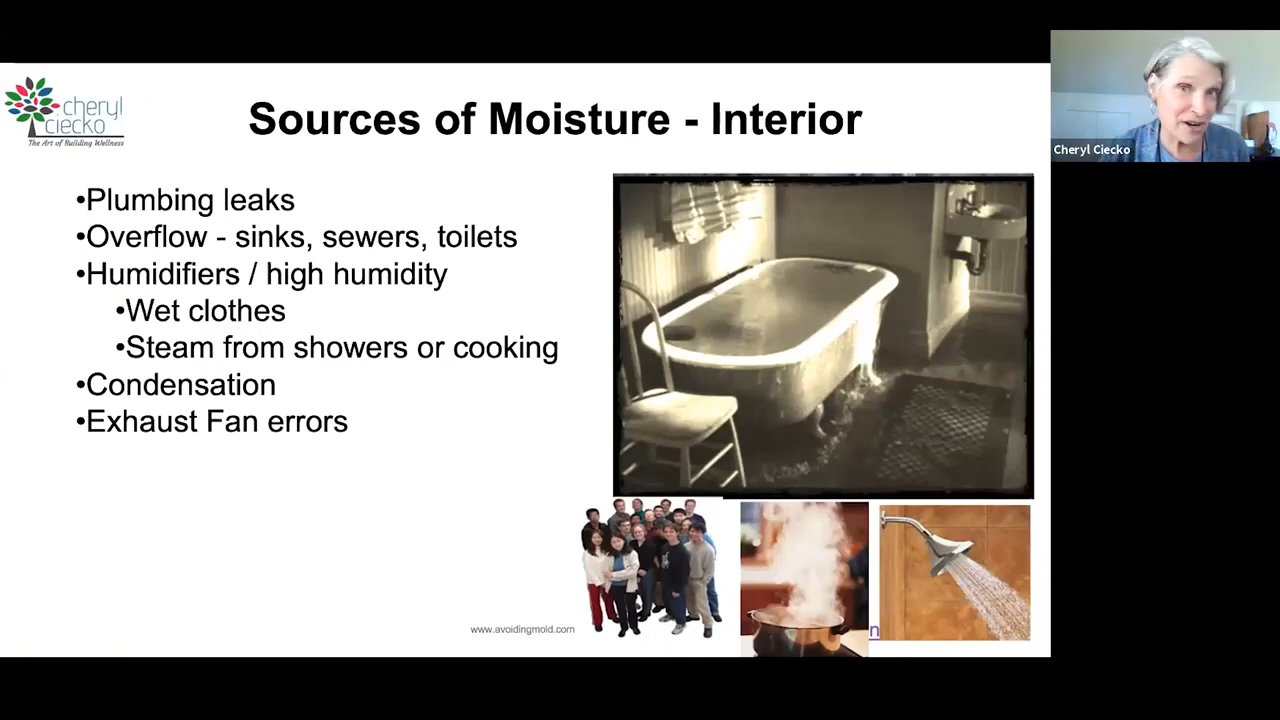 cheryl
ciecko
The Art of Building Wellness
Sources of Moisture - Interior
•Plumbing leaks
•Overflow - sinks, sewers, toilets
•Humidifiers / high humidity
•Wet clothes
•Steam from showers or cooking
•Condensation
•Exhaust Fan errors
www.avoidingmold.com
n
Cheryl Ciecko